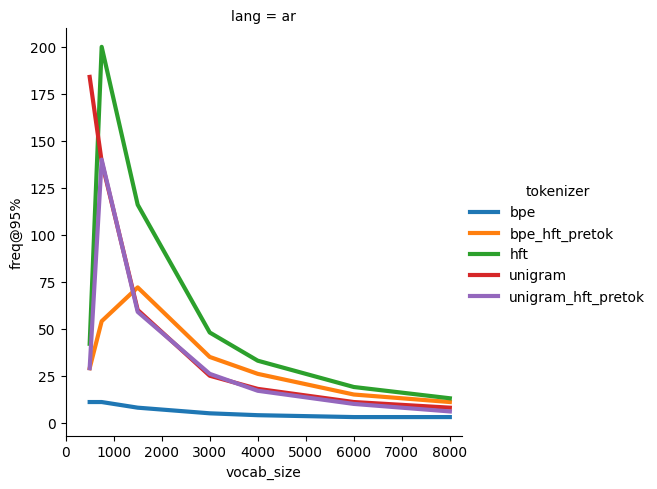 lang = ar
freq@95%
200
175
150
125
100
75
50
25
0
0 1000 2000 3000 4000 5000 6000 7000 8000
vocab_size
tokenizer
bpe
bpe_hft_pretok
hft
unigram
unigram_hft_pretok